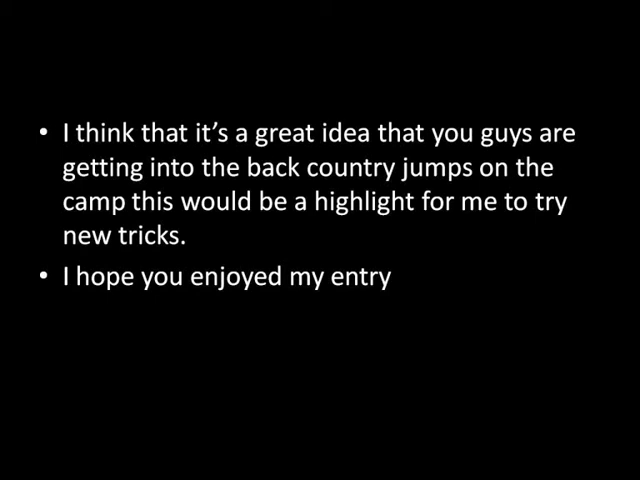 • I think that it's a great idea that you guys are
getting into the back country jumps on the
camp this would be a highlight for me to try
new tricks.
• I hope you enjoyed my entry